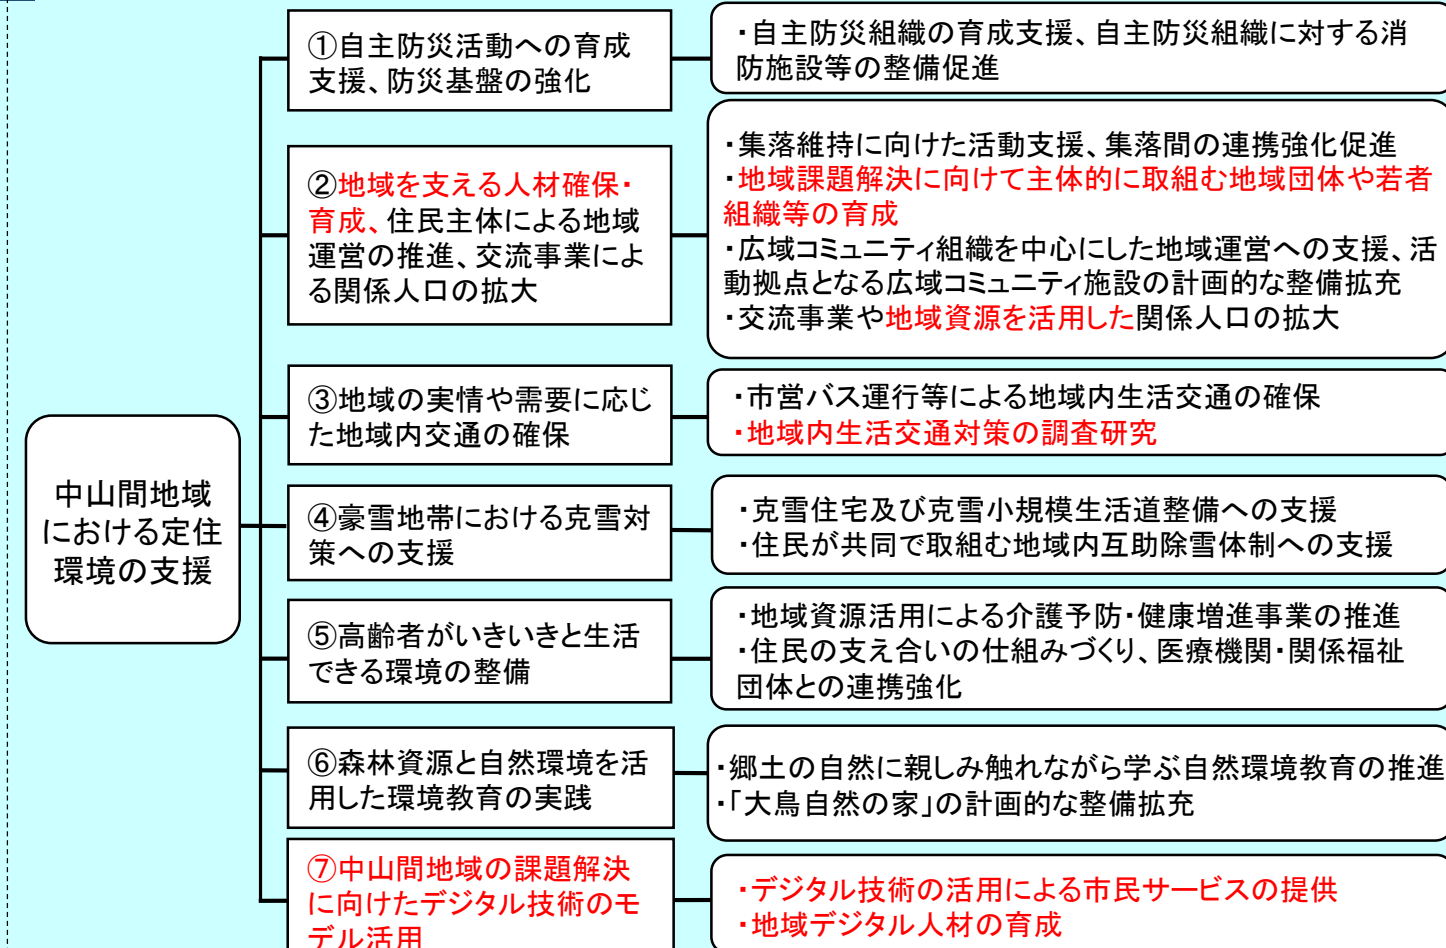 中山間地域
における定住
環境の支援
①自主防災活動への育成
支援、防災基盤の強化
・自主防災組織の育成支援、自主防災組織に対する消
防施設等の整備促進
②地域を支える人材確保・
育成、住民主体による地域
運営の推進、交流事業によ
る関係人口の拡大
・集落維持に向けた活動支援、集落間の連携強化促進
・地域課題解決に向けて主体的に取組む地域団体や若者
組織等の育成
・広域コミュニティ組織を中心にした地域運営への支援、活
動拠点となる広域コミュニティ施設の計画的な整備拡充
・交流事業や地域資源を活用した関係人口の拡大
③地域の実情や需要に応じ
た地域内交通の確保
・市営バス運行等による地域内生活交通の確保
・地域内生活交通対策の調査研究
④豪雪地帯における克雪対
策への支援
・克雪住宅及び克雪小規模生活道整備への支援
・住民が共同で取組む地域内互助除雪体制への支援
⑤高齢者がいきいきと生活
できる環境の整備
・地域資源活用による介護予防・健康増進事業の推進
・住民の支え合いの仕組みづくり、医療機関・関係福祉
団体との連携強化
⑥森林資源と自然環境を活
用した環境教育の実践
・郷土の自然に親しみ触れながら学ぶ自然環境教育の推進
・「大鳥自然の家」の計画的な整備拡充
⑦中山間地域の課題解決
に向けたデジタル技術のモ
デル活用
・デジタル技術の活用による市民サービスの提供
・地域デジタル人材の育成